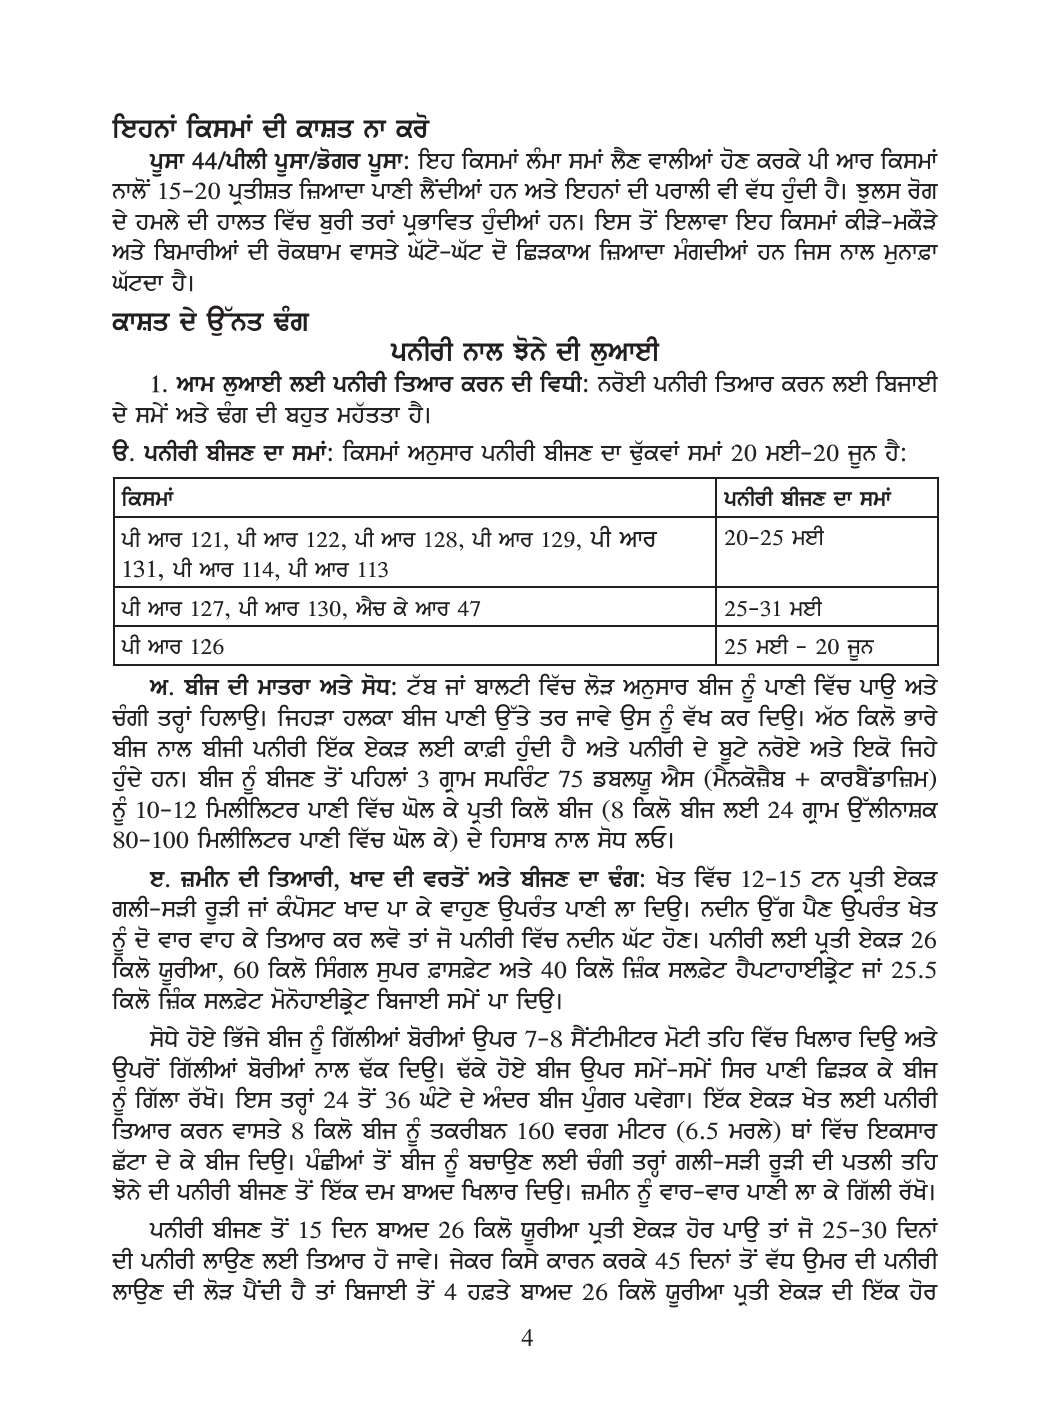 ਇਹਨਾਂ ਕਿਸਮਾਂ ਦੀ ਕਾਸ਼ਤ ਨਾ ਕਰੋ
ਪੂਸਾ 44/ਪੀਲੀ ਪੂਸਾ/ਡੋਗਰ ਪੂਸਾ: ਇਹ ਕਿਸਮਾਂ ਲੰਮਾ ਸਮਾਂ ਲੈਣ ਵਾਲੀਆਂ ਹੋਣ ਕਰਕੇ ਪੀ ਆਰ ਕਿਸਮਾਂ
ਨਾਲੋਂ 15-20 ਪ੍ਰਤੀਸ਼ਤ ਜ਼ਿਆਦਾ ਪਾਣੀ ਲੈਂਦੀਆਂ ਹਨ ਅਤੇ ਇਹਨਾਂ ਦੀ ਪਰਾਲੀ ਵੀ ਵੱਧ ਹੁੰਦੀ ਹੈ। ਝੁਲਸ ਰੋਗ
ਦੇ ਹਮਲੇ ਦੀ ਹਾਲਤ ਵਿੱਚ ਬੁਰੀ ਤਰਾਂ ਪ੍ਰਭਾਵਿਤ ਹੁੰਦੀਆਂ ਹਨ। ਇਸ ਤੋਂ ਇਲਾਵਾ ਇਹ ਕਿਸਮਾਂ ਕੀੜੇ-ਮਕੌੜੇ
ਅਤੇ ਬਿਮਾਰੀਆਂ ਦੀ ਰੋਕਥਾਮ ਵਾਸਤੇ ਘੱਟੋ-ਘੱਟ ਦੋ ਛਿੜਕਾਅ ਜ਼ਿਆਦਾ ਮੰਗਦੀਆਂ ਹਨ ਜਿਸ ਨਾਲ ਮੁਨਾਫ਼ਾ
ਘੱਟਦਾ ਹੈ।
ਕਾਸ਼ਤ ਦੇ ਉੱਨਤ ਢੰਗ
ਪਨੀਰੀ ਨਾਲ ਝੋਨੇ ਦੀ ਲੁਆਈ
1. ਆਮ ਲੁਆਈ ਲਈ ਪਨੀਰੀ ਤਿਆਰ ਕਰਨ ਦੀ ਵਿਧੀ: ਨਰੋਈ ਪਨੀਰੀ ਤਿਆਰ ਕਰਨ ਲਈ ਬਿਜਾਈ
ਦੇ ਸਮੇਂ ਅਤੇ ਢੰਗ ਦੀ ਬਹੁਤ ਮਹੱਤਤਾ ਹੈ।
ੳ. ਪਨੀਰੀ ਬੀਜਣ ਦਾ ਸਮਾਂ: ਕਿਸਮਾਂ ਅਨੁਸਾਰ ਪਨੀਰੀ ਬੀਜਣ ਦਾ ਢੁੱਕਵਾਂ ਸਮਾਂ 20 ਮਈ-20 ਜੂਨ ਹੈ:
ਕਿਸਮਾਂ ਪਨੀਰੀ ਬੀਜਣ ਦਾ ਸਮਾਂ
ਪੀ ਆਰ 121, ਪੀ ਆਰ 122, ਪੀ ਆਰ 128, ਪੀ ਆਰ 129, ਪੀ ਆਰ 20-25 ਮਈ
131, ਪੀ ਆਰ 114, ਪੀ ਆਰ 113
ਪੀ ਆਰ 127, ਪੀ ਆਰ 130, ਐਚ ਕੇ ਆਰ 47 25-31 ਮਈ
ਪੀ ਆਰ 126 25 ਮਈ - 20 ਜੂਨ
ਅ. ਬੀਜ ਦੀ ਮਾਤਰਾ ਅਤੇ ਸੋਧ: ਟੱਬ ਜਾਂ ਬਾਲਟੀ ਵਿੱਚ ਲੋੜ ਅਨੁਸਾਰ ਬੀਜ ਨੂੰ ਪਾਣੀ ਵਿੱਚ ਪਾਉ ਅਤੇ
ਚੰਗੀ ਤਰ੍ਹਾਂ ਹਿਲਾਉ। ਜਿਹੜਾ ਹਲਕਾ ਬੀਜ ਪਾਣੀ ਉੱਤੇ ਤਰ ਜਾਵੇ ਉਸ ਨੂੰ ਵੱਖ ਕਰ ਦਿਉ। ਅੱਠ ਕਿਲੋ ਭਾਰੇ
ਬੀਜ ਨਾਲ ਬੀਜੀ ਪਨੀਰੀ ਇੱਕ ਏਕੜ ਲਈ ਕਾਫ਼ੀ ਹੁੰਦੀ ਹੈ ਅਤੇ ਪਨੀਰੀ ਦੇ ਬੂਟੇ ਨਰੋਏ ਅਤੇ ਇਕੋ ਜਿਹੇ
ਹੁੰਦੇ ਹਨ। ਬੀਜ ਨੂੰ ਬੀਜਣ ਤੋਂ ਪਹਿਲਾਂ 3 ਗ੍ਰਾਮ ਸਪਰਿੰਟ 75 ਡਬਲਯੂ ਐਸ (ਮੈਨਕੋਜ਼ੈਬ + ਕਾਰਬੈਂਡਾਜ਼ਿਮ)
ਨੂੰ 10-12 ਮਿਲੀਲਿਟਰ ਪਾਣੀ ਵਿੱਚ ਘੋਲ ਕੇ ਪ੍ਰਤੀ ਕਿਲੋ ਬੀਜ (8 ਕਿਲੋ ਬੀਜ ਲਈ 24 ਗ੍ਰਾਮ ਉੱਲੀਨਾਸ਼ਕ
80-100 ਮਿਲੀਲਿਟਰ ਪਾਣੀ ਵਿੱਚ ਘੋਲ ਕੇ) ਦੇ ਹਿਸਾਬ ਨਾਲ ਸੋਧ ਲਓ।
ੲ. ਜ਼ਮੀਨ ਦੀ ਤਿਆਰੀ, ਖਾਦ ਦੀ ਵਰਤੋਂ ਅਤੇ ਬੀਜਣ ਦਾ ਢੰਗ: ਖੇਤ ਵਿੱਚ 12-15 ਟਨ ਪ੍ਰਤੀ ਏਕੜ
ਗਲੀ-ਸੜੀ ਰੂੜੀ ਜਾਂ ਕੰਪੋਸਟ ਖਾਦ ਪਾ ਕੇ ਵਾਹੁਣ ਉਪਰੰਤ ਪਾਣੀ ਲਾ ਦਿਉ। ਨਦੀਨ ਉੱਗ ਪੈਣ ਉਪਰੰਤ ਖੇਤ
ਨੂੰ ਦੋ ਵਾਰ ਵਾਹ ਕੇ ਤਿਆਰ ਕਰ ਲਵੋ ਤਾਂ ਜੋ ਪਨੀਰੀ ਵਿੱਚ ਨਦੀਨ ਘੱਟ ਹੋਣ। ਪਨੀਰੀ ਲਈ ਪ੍ਰਤੀ ਏਕੜ 26
ਕਿਲੋ ਯੂਰੀਆ, 60 ਕਿਲੋ ਸਿੰਗਲ ਸੁਪਰ ਫ਼ਾਸਫ਼ੇਟ ਅਤੇ 40 ਕਿਲੋ ਜ਼ਿੰਕ ਸਲਫ਼ੇਟ ਹੈਪਟਾਹਾਈਡ੍ਰੇਟ ਜਾਂ 25.5
ਕਿਲੋ ਜ਼ਿੰਕ ਸਲਫ਼ੇਟ ਮੋਨੋਹਾਈਡ੍ਰੇਟ ਬਿਜਾਈ ਸਮੇਂ ਪਾ ਦਿਉ।
ਸੋਧੇ ਹੋਏ ਭਿੱਜੇ ਬੀਜ ਨੂੰ ਗਿੱਲੀਆਂ ਬੋਰੀਆਂ ਉਪਰ 7-8 ਸੈਂਟੀਮੀਟਰ ਮੋਟੀ ਤਹਿ ਵਿੱਚ ਖਿਲਾਰ ਦਿਉ ਅਤੇ
ਉਪਰੋਂ ਗਿੱਲੀਆਂ ਬੋਰੀਆਂ ਨਾਲ ਢੱਕ ਦਿਉ। ਢੱਕੇ ਹੋਏ ਬੀਜ ਉਪਰ ਸਮੇਂ-ਸਮੇਂ ਸਿਰ ਪਾਣੀ ਛਿੜਕ ਕੇ ਬੀਜ
ਨੂੰ ਗਿੱਲਾ ਰੱਖੋ। ਇਸ ਤਰ੍ਹਾਂ 24 ਤੋਂ 36 ਘੰਟੇ ਦੇ ਅੰਦਰ ਬੀਜ ਪੁੰਗਰ ਪਵੇਗਾ। ਇੱਕ ਏਕੜ ਖੇਤ ਲਈ ਪਨੀਰੀ
ਤਿਆਰ ਕਰਨ ਵਾਸਤੇ 8 ਕਿਲੋ ਬੀਜ ਨੂੰ ਤਕਰੀਬਨ 160 ਵਰਗ ਮੀਟਰ (6.5 ਮਰਲੇ) ਥਾਂ ਵਿੱਚ ਇਕਸਾਰ
ਛੱਟਾ ਦੇ ਕੇ ਬੀਜ ਦਿਉ। ਪੰਛੀਆਂ ਤੋਂ ਬੀਜ ਨੂੰ ਬਚਾਉਣ ਲਈ ਚੰਗੀ ਤਰ੍ਹਾਂ ਗਲੀ-ਸੜੀ ਰੂੜੀ ਦੀ ਪਤਲੀ ਤਹਿ
ਝੋਨੇ ਦੀ ਪਨੀਰੀ ਬੀਜਣ ਤੋਂ ਇੱਕ ਦਮ ਬਾਅਦ ਖਿਲਾਰ ਦਿਉ। ਜ਼ਮੀਨ ਨੂੰ ਵਾਰ-ਵਾਰ ਪਾਣੀ ਲਾ ਕੇ ਗਿੱਲੀ ਰੱਖੋ।
ਪਨੀਰੀ ਬੀਜਣ ਤੋਂ 15 ਦਿਨ ਬਾਅਦ 26 ਕਿਲੋ ਯੂਰੀਆ ਪ੍ਰਤੀ ਏਕੜ ਹੋਰ ਪਾਉ ਤਾਂ ਜੋ 25-30 ਦਿਨਾਂ
ਦੀ ਪਨੀਰੀ ਲਾਉਣ ਲਈ ਤਿਆਰ ਹੋ ਜਾਵੇ। ਜੇਕਰ ਕਿਸੇ ਕਾਰਨ ਕਰਕੇ 45 ਦਿਨਾਂ ਤੋਂ ਵੱਧ ਉਮਰ ਦੀ ਪਨੀਰੀ
ਲਾਉਣ ਦੀ ਲੋੜ ਪੈਂਦੀ ਹੈ ਤਾਂ ਬਿਜਾਈ ਤੋਂ 4 ਹਫ਼ਤੇ ਬਾਅਦ 26 ਕਿਲੋ ਯੂਰੀਆ ਪ੍ਰਤੀ ਏਕੜ ਦੀ ਇੱਕ ਹੋਰ
4